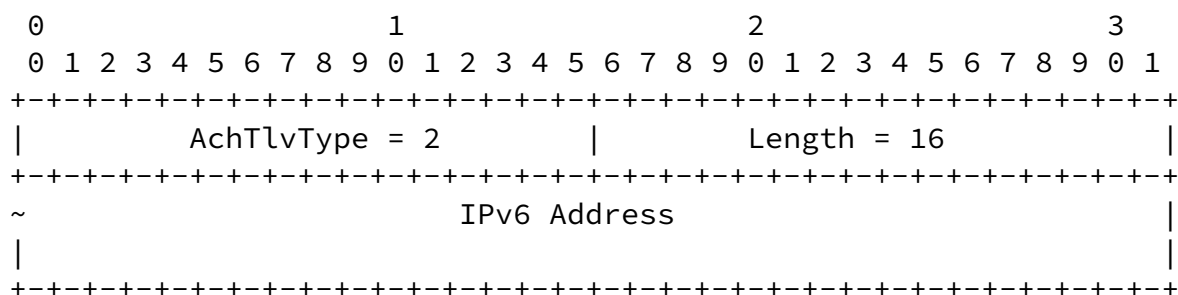 0                   1                   2                   3
 0 1 2 3 4 5 6 7 8 9 0 1 2 3 4 5 6 7 8 9 0 1 2 3 4 5 6 7 8 9 0 1
+-+-+-+-+-+-+-+-+-+-+-+-+-+-+-+-+-+-+-+-+-+-+-+-+-+-+-+-+-+-+-+-+
|         AchTlvType = 2        |        Length = 16            |
+-+-+-+-+-+-+-+-+-+-+-+-+-+-+-+-+-+-+-+-+-+-+-+-+-+-+-+-+-+-+-+-+
~                        IPv6 Address                           |
|                                                               |
+-+-+-+-+-+-+-+-+-+-+-+-+-+-+-+-+-+-+-+-+-+-+-+-+-+-+-+-+-+-+-+-+